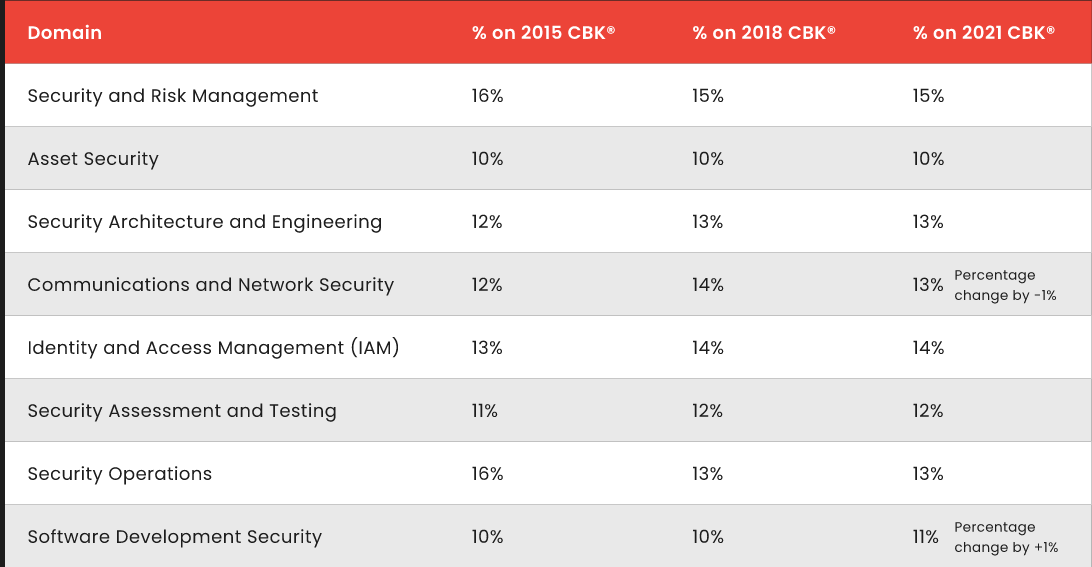 Domain % on 2015 CBK® % on 2018 CBK® % on 2021 CBK®
Security and Risk Management 16% 15% 15%
Asset Security 10% 10% 10%
Security Architecture and Engineering 12% 13% 13%
Communications and Network Security 12% 14% 13% Percentage
change by -1%
Identity and Access Management (IAM) 13% 14% 14%
Security Assessment and Testing 11% 12% 12%
Security Operations 16% 13% 13%
Software Development Security 10% 10% 11% Percentage
change by +1%